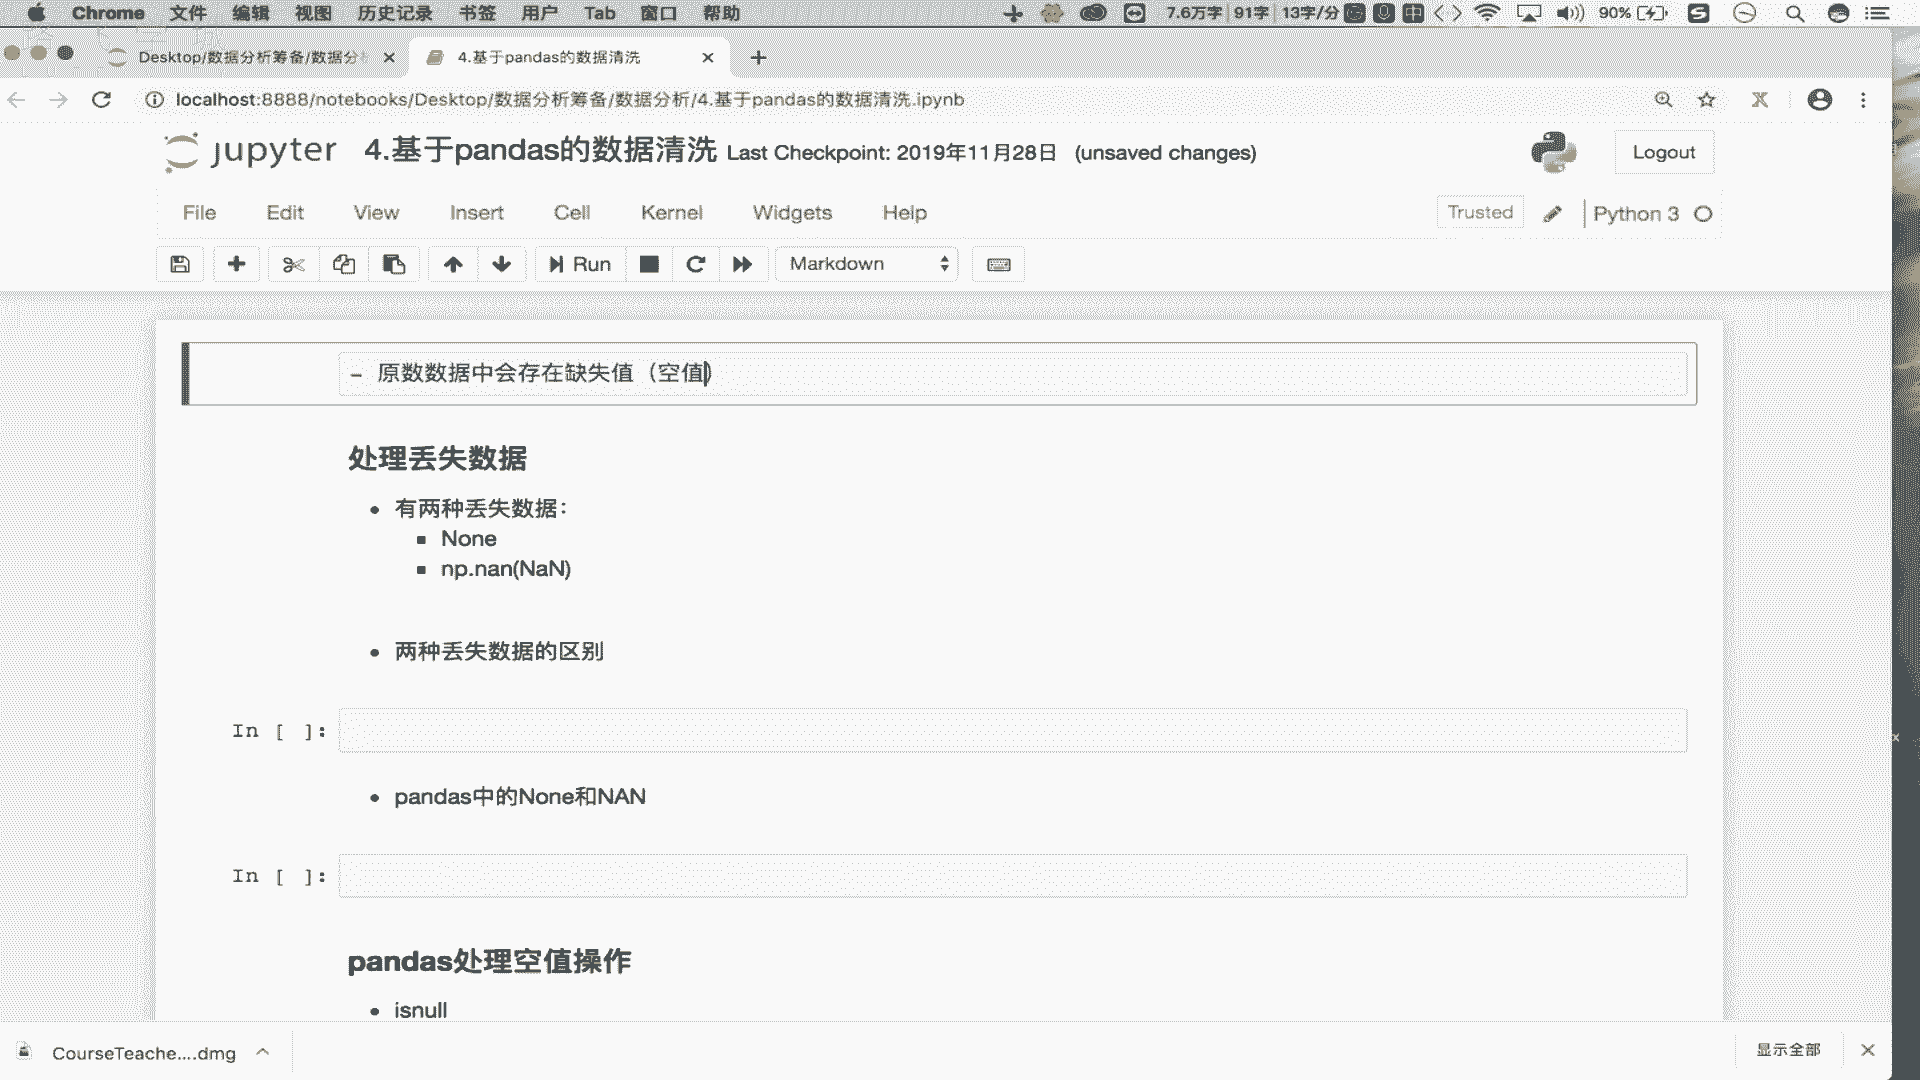 Chrome 文件 编辑 视图 历史记录 书签 用户 Tab 窗口 帮助 7.6万字 91字 13字/分 中 90%
Desktop/数据分析筹备/数据分 4.基于pandas的数据清洗
localhost:8888/notebooks/Desktop/数据分析筹备/数据分析/4.基于pandas的数据清洗.ipynb
jupyter 4.基于pandas的数据清洗 Last Checkpoint: 2019年11月28日 (unsaved changes) Logout
File Edit View Insert Cell Kernel Widgets Help Trusted Python 3
Run Markdown
- 原数数据中会存在缺失值（空值）
处理丢失数据
有两种丢失数据：
None
np.nan(NaN)
两种丢失数据的区别
In [ ]:
pandas中的None和NAN
In [ ]:
pandas处理空值操作
isnull
CourseTeache....dmg 显示全部